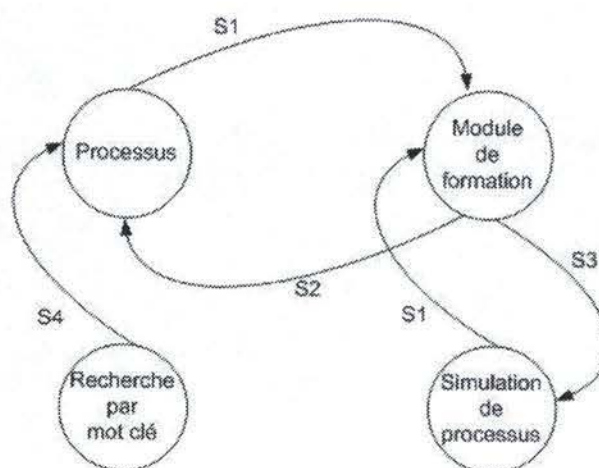 S1
Processus
Module
de
formation
S2
S3
S4
S1
Recherche
par
mot clé
Simulation
de
processus